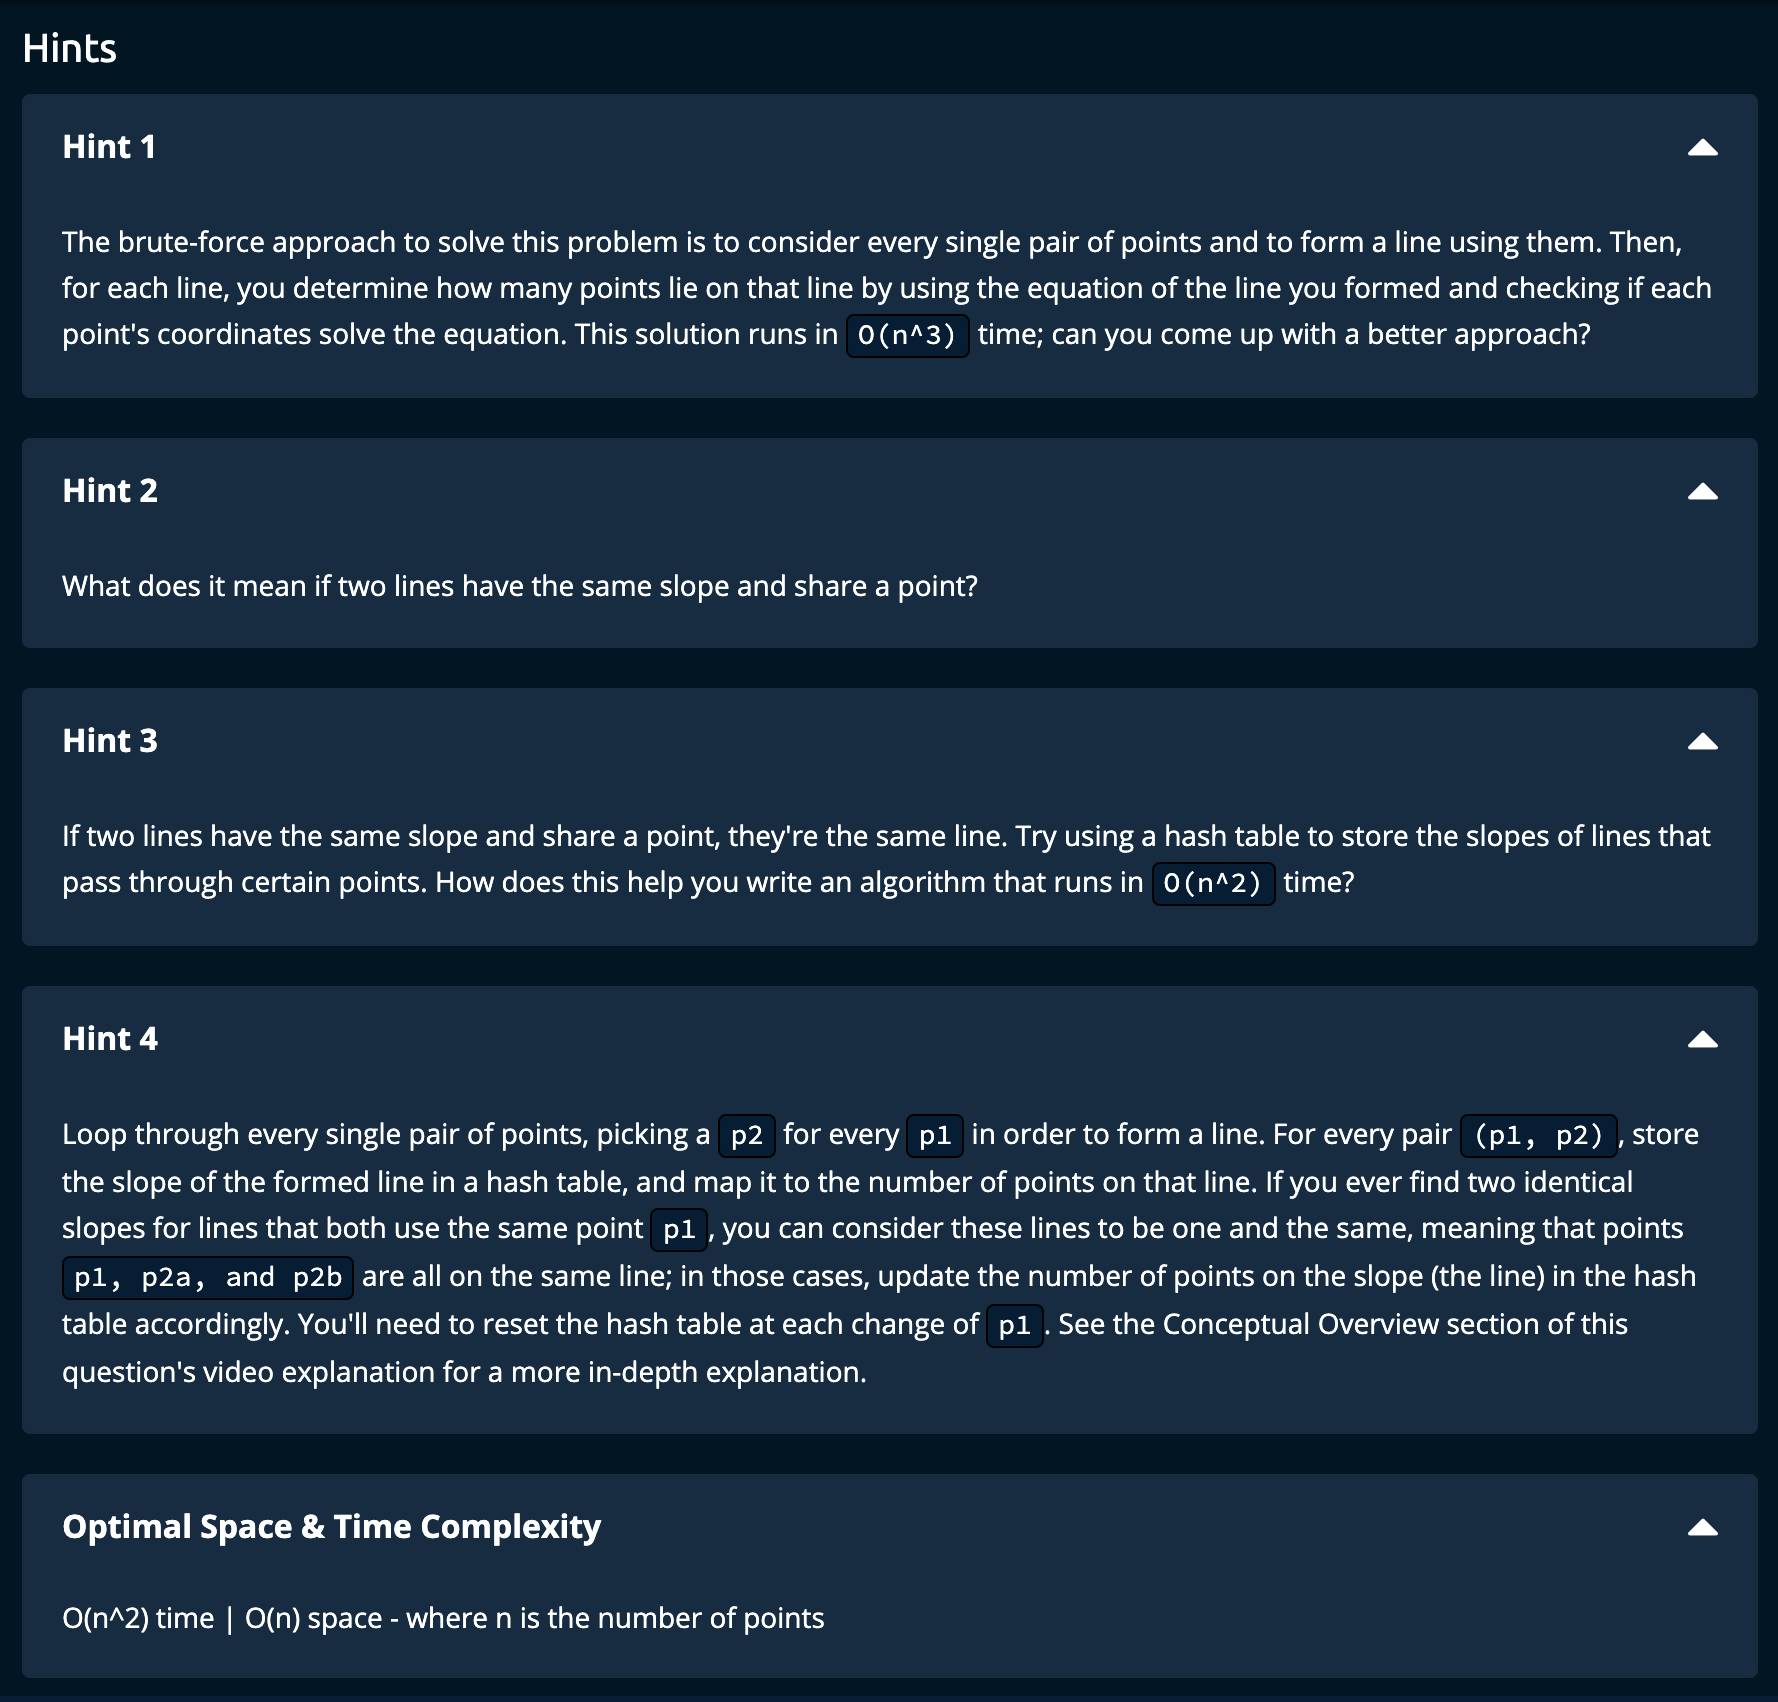 Hints
Hint 1
The brute-force approach to solve this problem is to consider every single pair of points and to form a line using them. Then,
for each line, you determine how many points lie on that line by using the equation of the line you formed and checking if each
point's coordinates solve the equation. This solution runs in O(n^3) time; can you come up with a better approach?
Hint 2
What does it mean if two lines have the same slope and share a point?
Hint 3
If two lines have the same slope and share a point, they're the same line. Try using a hash table to store the slopes of lines that
pass through certain points. How does this help you write an algorithm that runs in O(n^2) time?
Hint 4
Loop through every single pair of points, picking a p2 for every p1 in order to form a line. For every pair (p1, p2), store
the slope of the formed line in a hash table, and map it to the number of points on that line. If you ever find two identical
slopes for lines that both use the same point p1, you can consider these lines to be one and the same, meaning that points
p1, p2a, and p2b are all on the same line; in those cases, update the number of points on the slope (the line) in the hash
table accordingly. You'll need to reset the hash table at each change of p1. See the Conceptual Overview section of this
question's video explanation for a more in-depth explanation.
Optimal Space & Time Complexity
O(n^2) time | O(n) space - where n is the number of points